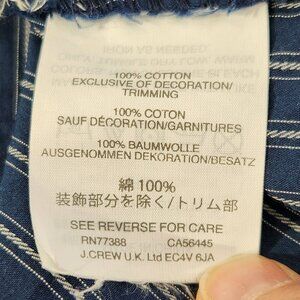 100% COTTON
EXCLUSIVE OF DECORATION/
TRIMMING
100% COTON
SAUF DÉCORATION/GARNITURES
100% BAUMWOLLE
AUSGENOMMEN DEKORATION/BESATZ
綿 100%
装飾部分を除く/トリム部
SEE REVERSE FOR CARE
RN77388 CA56445
J.CREW U.K. Ltd EC4V 6JA